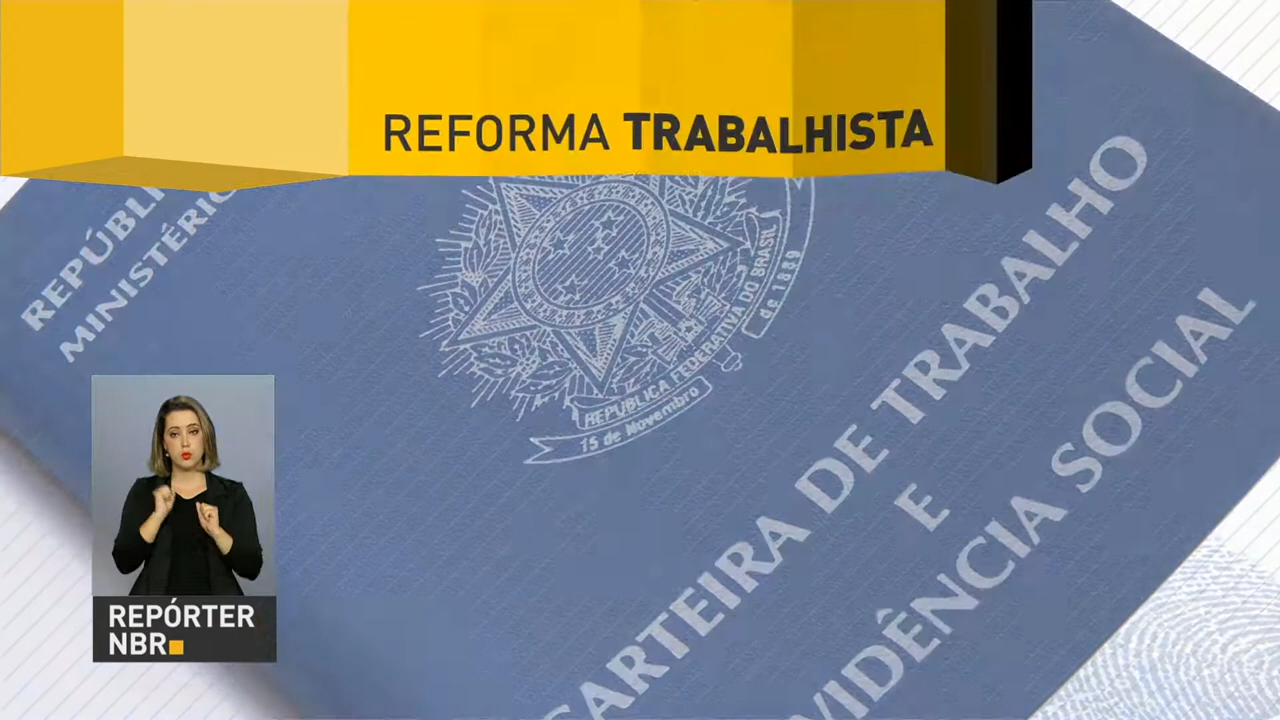 REFORMA TRABALHISTA
REPÚBLI
MINISTÉRIO
REPÚBLICA FEDERATIVA DO BRASIL
15 de Novembro
de 1889
CARTEIRA DE TRABALHO
E
VIDÊNCIA SOCIAL
REPÓRTER
NBR